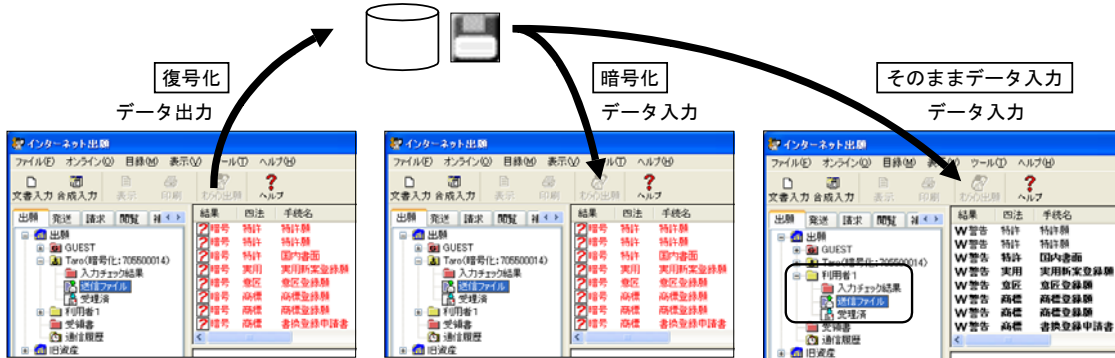 復号化
データ出力
暗号化
データ入力
そのままデータ入力
データ入力
インターネット出願
ファイル(F) オンライン(O) 目録(M) 表示(V) ール(T) ヘルプ(H)
文書入力 合成入力 表示 印刷 オンライン出願 ヘルプ
出願 発送 請求 閲覧 補
出願
GUEST
Taro(暗号化:705500014)
入力チェック結果
送信ファイル
受理済
利用者1
受領書
通信履歴
旧資産
結果 四法 手続名
暗号 特許 特許願
暗号 特許 特許願
暗号 特許 国内書面
暗号 実用 実用新案登録願
暗号 意匠 意匠登録願
暗号 商標 商標登録願
暗号 商標 商標登録願
暗号 商標 書換登録申請書
インターネット出願
ファイル(F) オンライン(O) 目録(M) 表示(V) ル(T) ヘルプ(H)
文書入力 合成入力 表示 印刷 オンライン出願 ヘルプ
出願 発送 請求 閲覧 補
出願
GUEST
Taro(暗号化:705500014)
入力チェック結果
送信ファイル
受理済
利用者1
受領書
通信履歴
旧資産
結果 四法 手続名
暗号 特許 特許願
暗号 特許 特許願
暗号 特許 国内書面
暗号 実用 実用新案登録願
暗号 意匠 意匠登録願
暗号 商標 商標登録願
暗号 商標 商標登録願
暗号 商標 書換登録申請書
インターネット出願
ファイル(F) オンライン(O) 目録(M) 表示(V) ツール(T) ヘルプ(H)
文書入力 合成入力 表示 印刷 オンライン出願 ヘルプ
出願 発送 請求 閲覧 補
出願
GUEST
Taro(暗号化:705500014)
利用者1
入力チェック結果
送信ファイル
受理済
受領書
通信履歴
旧資産
結果 四法 手続名
W警告 特許 特許願
W警告 特許 特許願
W警告 特許 国内書面
W警告 実用 実用新案登録願
W警告 意匠 意匠登録願
W警告 商標 商標登録願
W警告 商標 商標登録願
W警告 商標 書換登録申請書